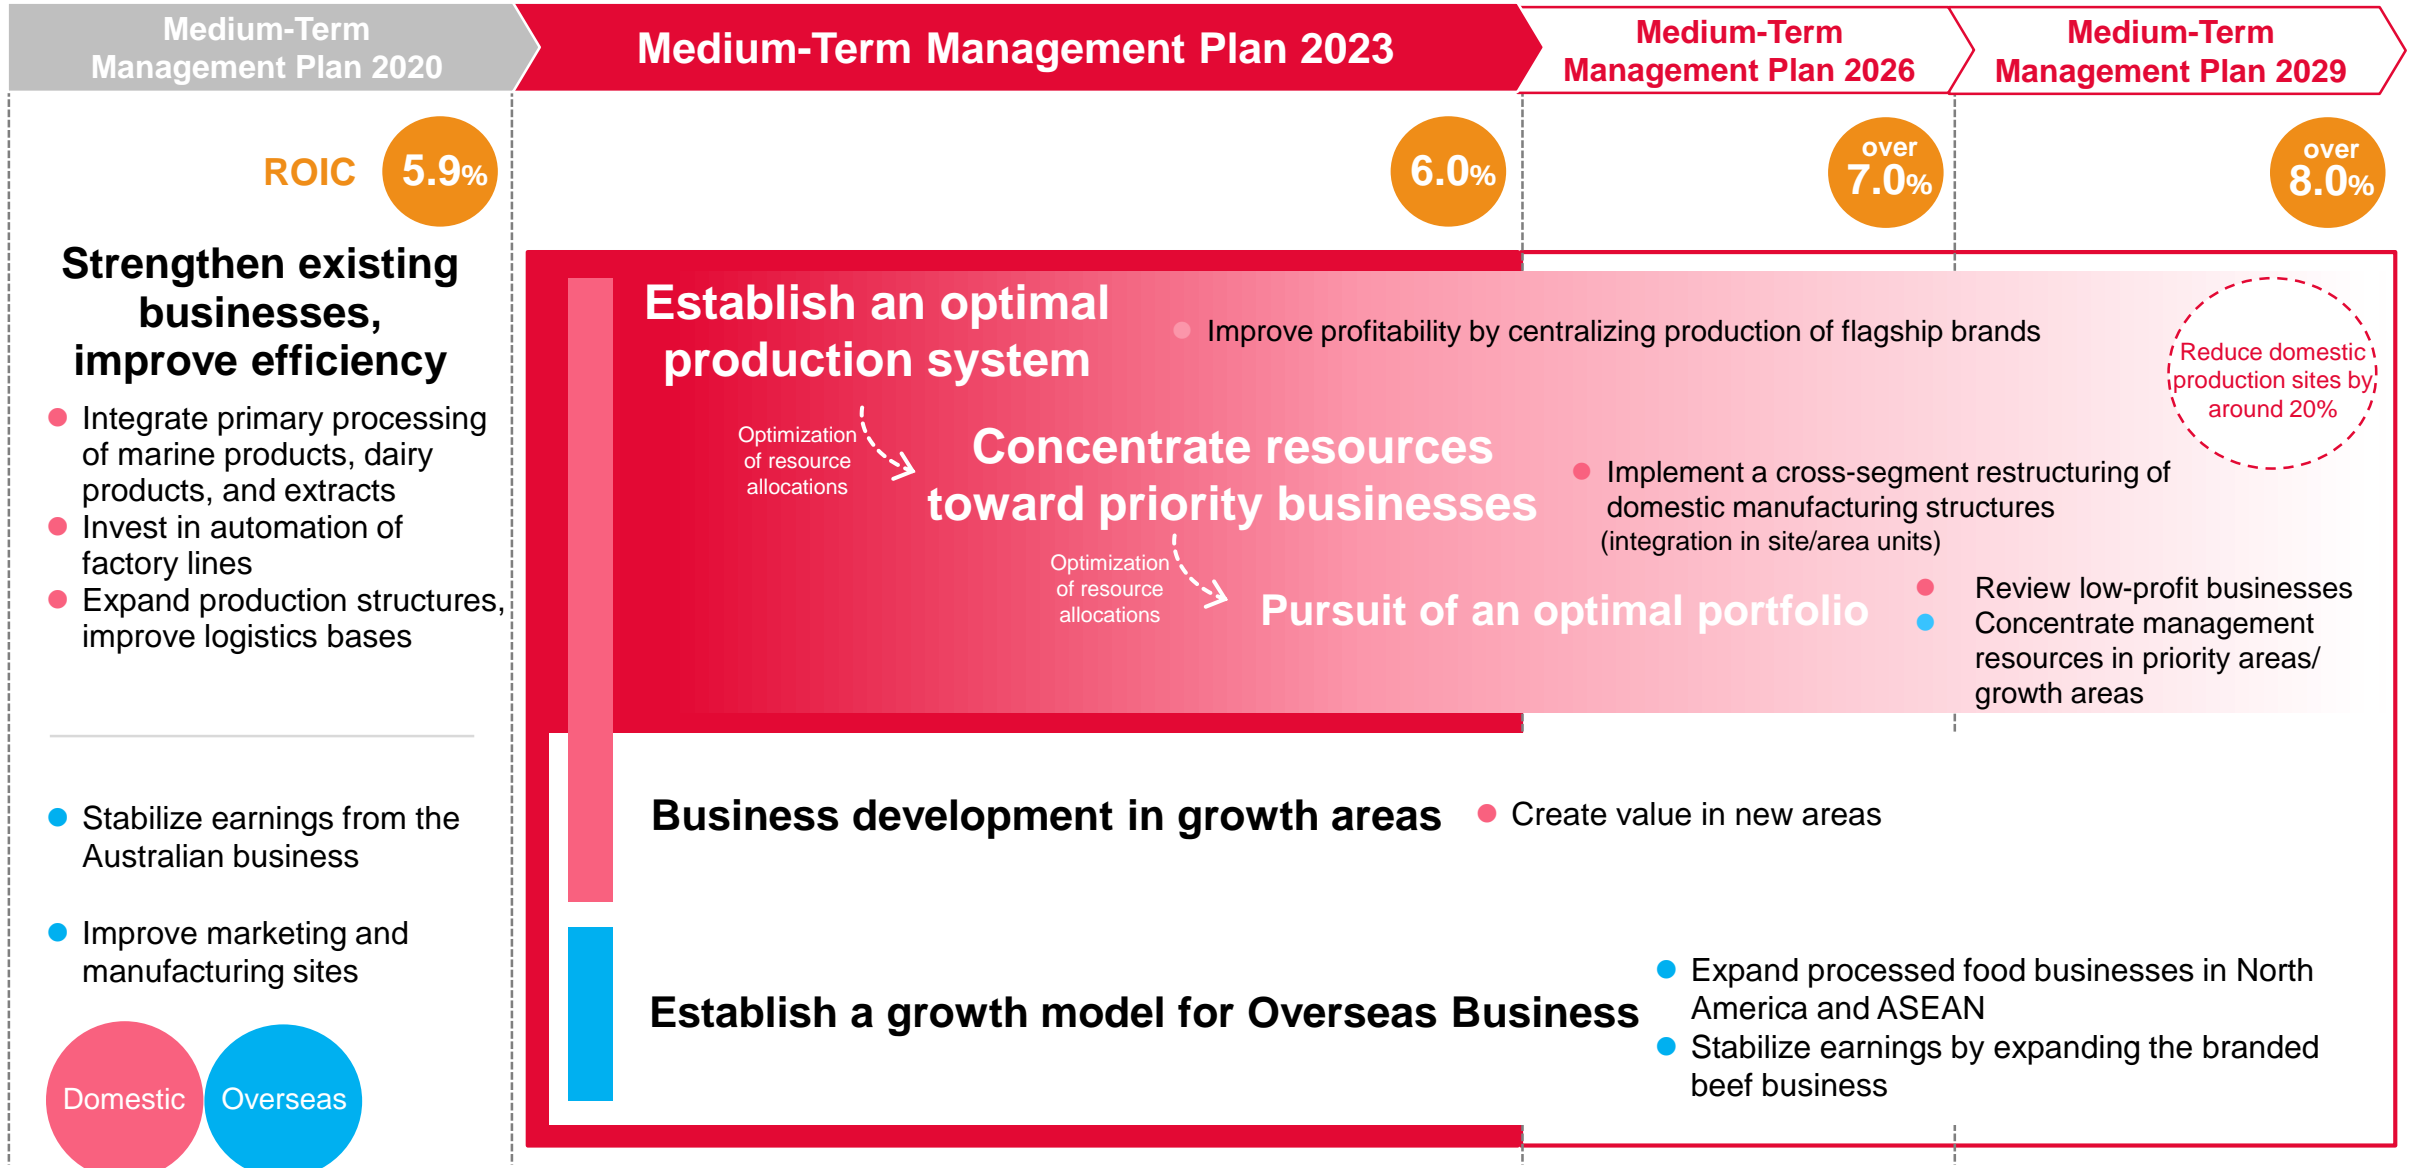 Medium-Term
Management Plan 2020
Medium-Term Management Plan 2023
Medium-Term
Management Plan 2026
Medium-Term
Management Plan 2029
ROIC
5.9%
6.0%
over
7.0%
over
8.0%
Strengthen existing
businesses,
improve efficiency
Integrate primary processing
of marine products, dairy
products, and extracts
Invest in automation of
factory lines
Expand production structures,
improve logistics bases
Stabilize earnings from the
Australian business
Improve marketing and
manufacturing sites
Domestic
Overseas
Establish an optimal
production system
Improve profitability by centralizing production of flagship brands
Reduce domestic
production sites by
around 20%
Optimization
of resource
allocations
Concentrate resources
toward priority businesses
Implement a cross-segment restructuring of
domestic manufacturing structures
(integration in site/area units)
Optimization
of resource
allocations
Pursuit of an optimal portfolio
Review low-profit businesses
Concentrate management
resources in priority areas/
growth areas
Business development in growth areas
Create value in new areas
Establish a growth model for Overseas Business
Expand processed food businesses in North
America and ASEAN
Stabilize earnings by expanding the branded
beef business